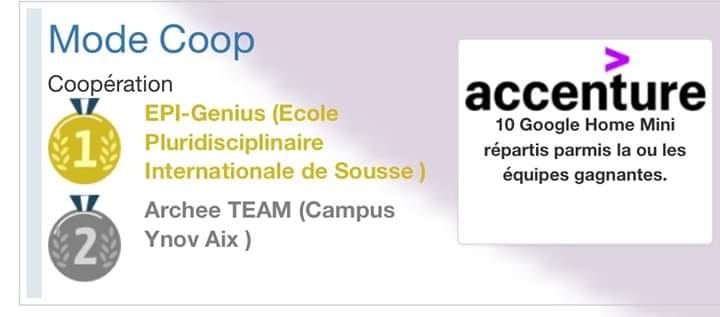 Mode Coop
Coopération
1
EPI-Genius (Ecole
Pluridisciplinaire
Internationale de Sousse )
2
Archee TEAM (Campus
Ynov Aix )
>
accenture
10 Google Home Mini
répartis parmis la ou les
équipes gagnantes.